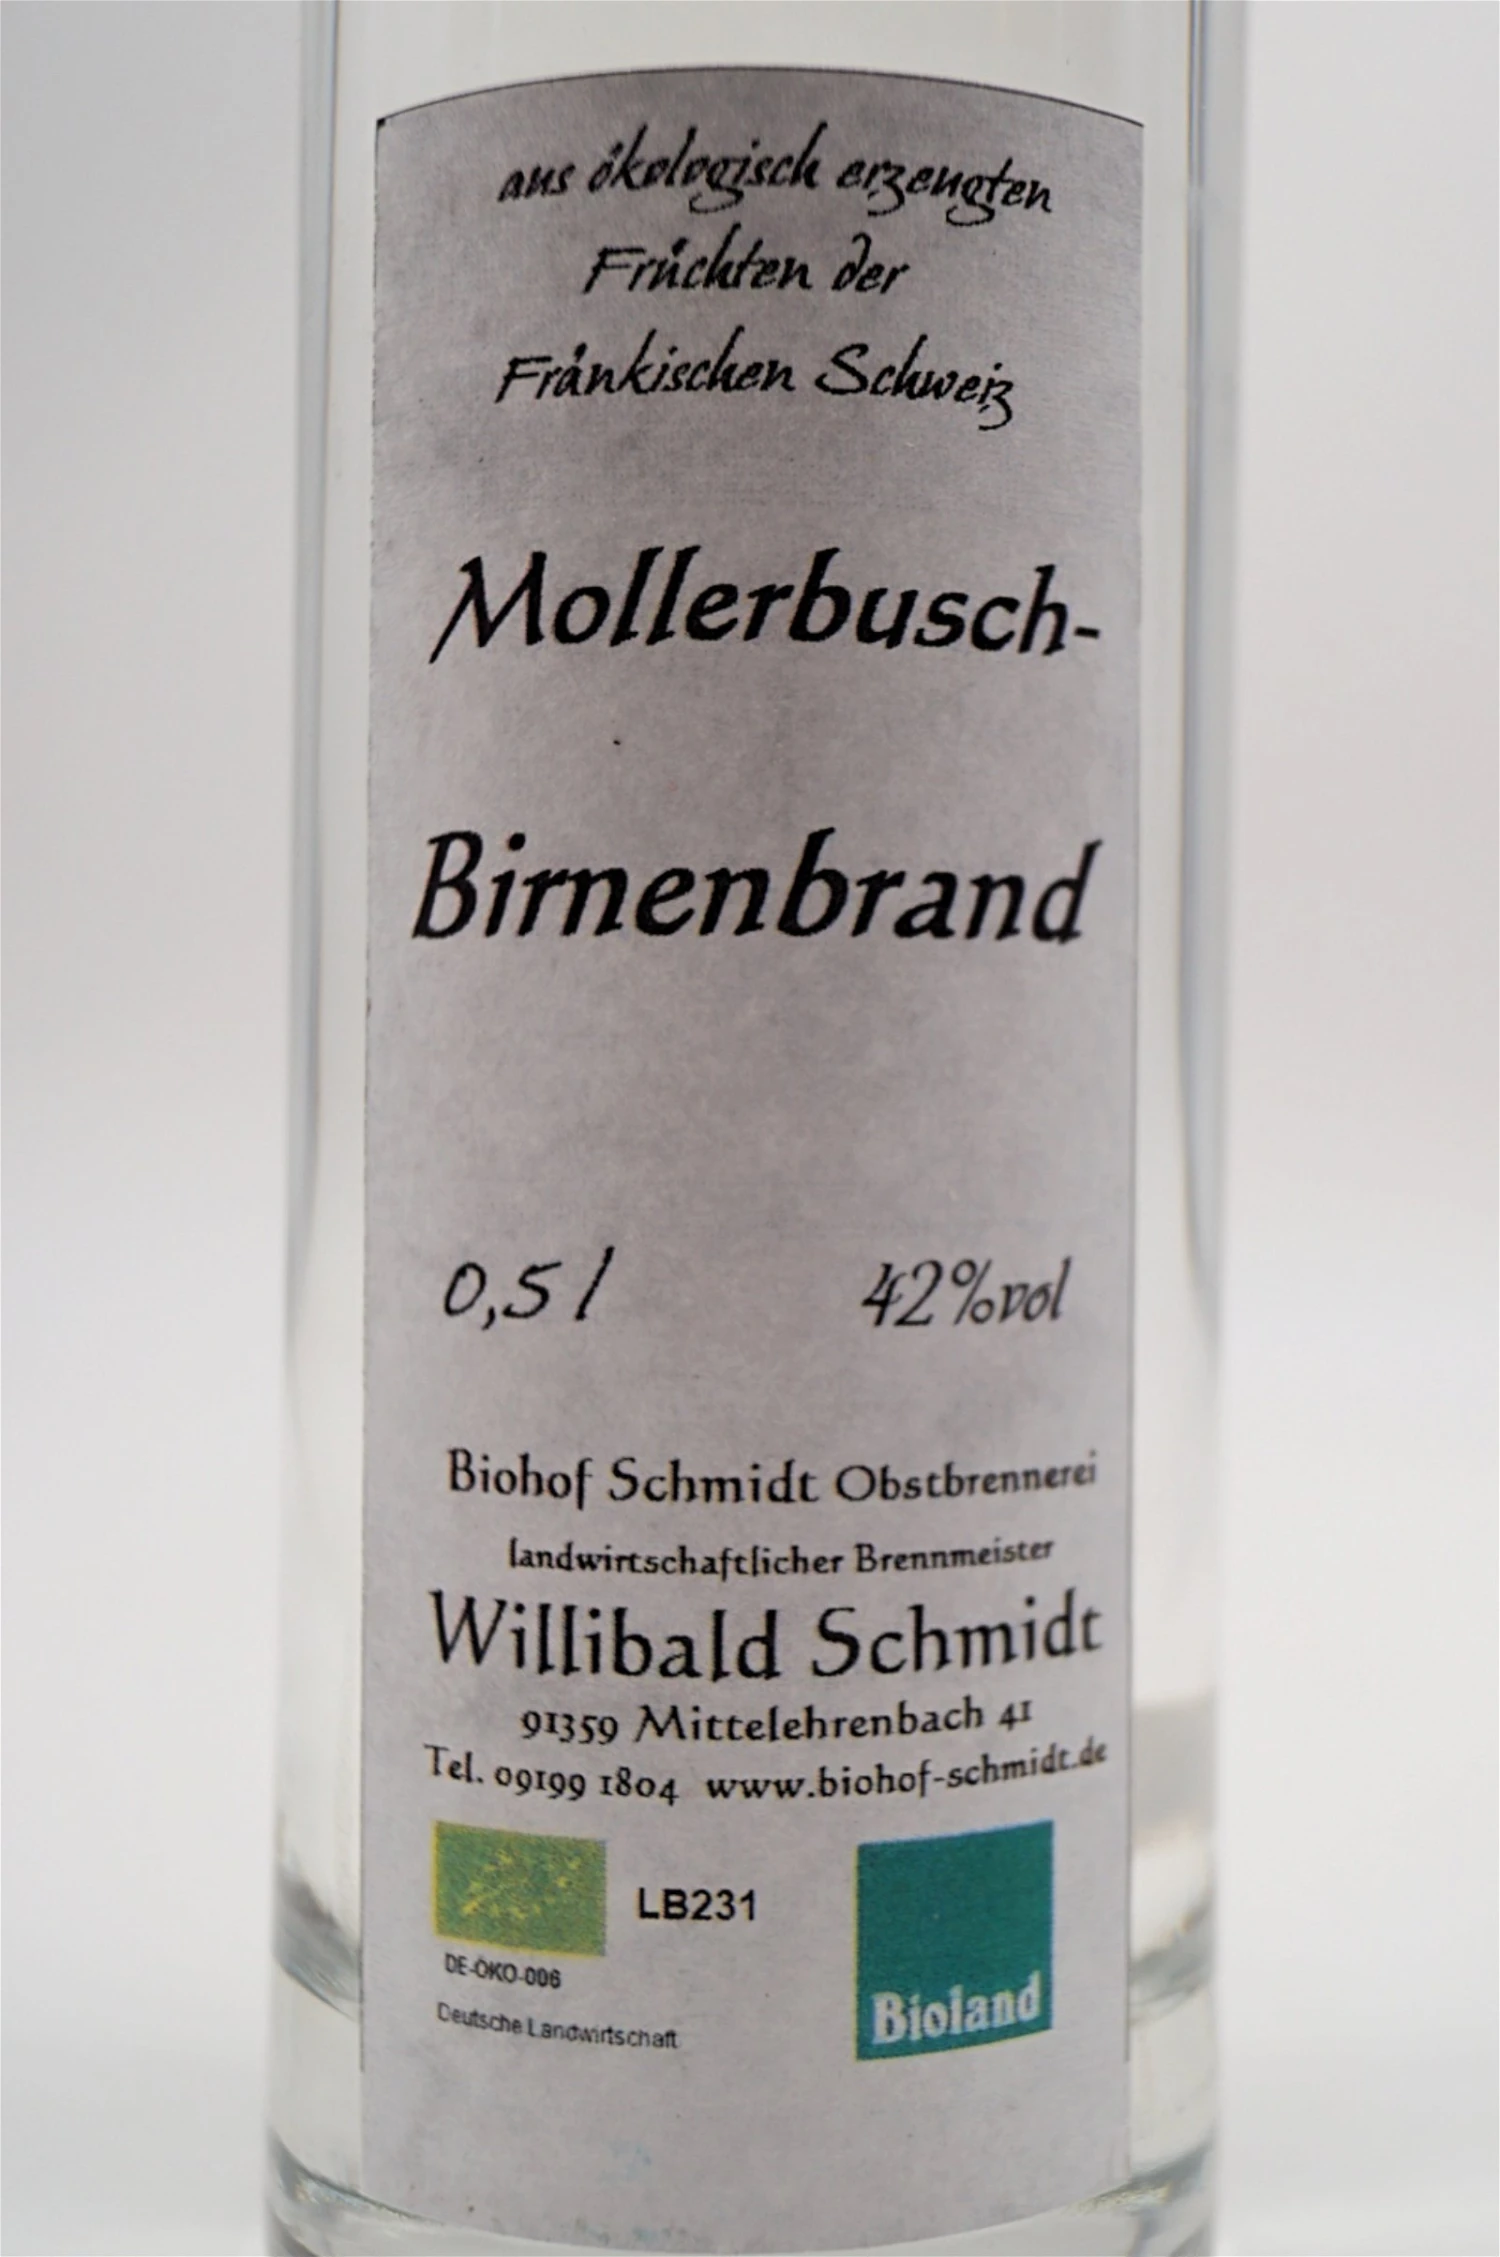 aus ökologisch erzeugten
Früchten der
Fränkischen Schweiz
Mollerbusch-
Birnenbrand
0,5 l 42%vol
Biohof Schmidt Obstbrennerei
landwirtschaftlicher Brennmeister
Willibald Schmidt
91359 Mittelehrenbach 41
Tel. 09199 1804 www.biohof-schmidt.de
LB231
DE-ÖKO-006
Deutsche Landwirtschaft
Bioland